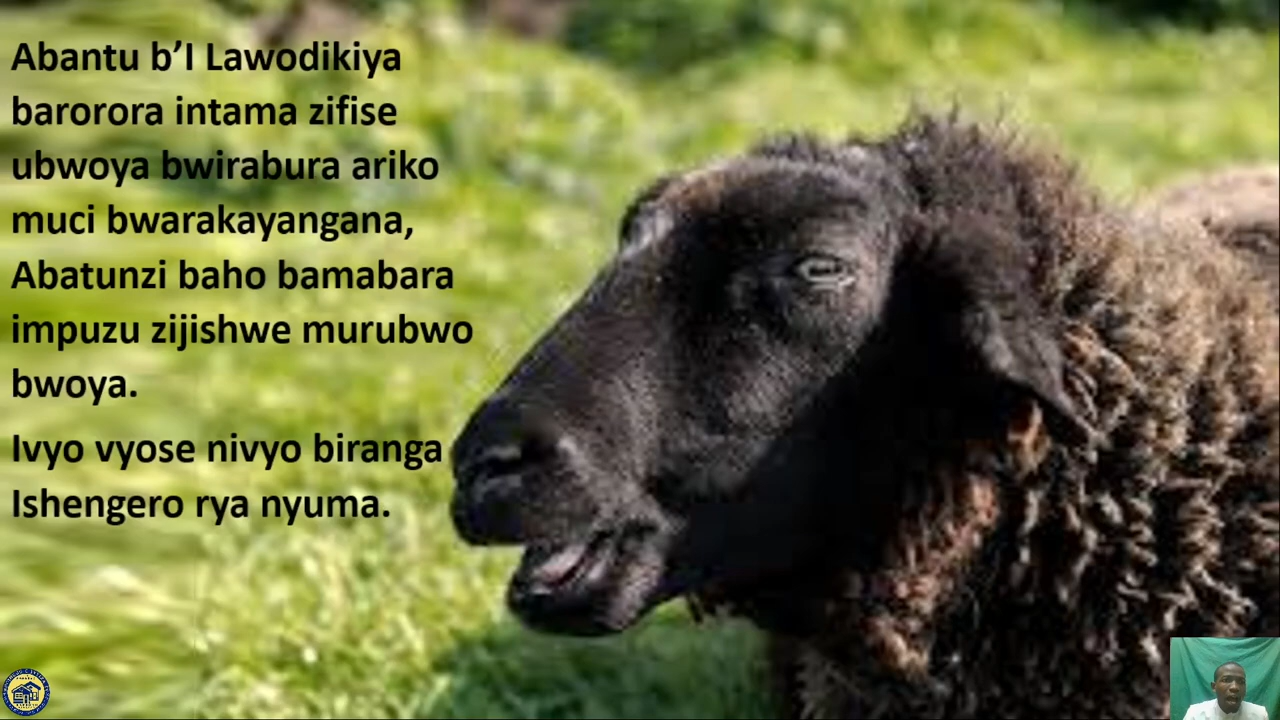 Abantu b’I Lawodikiya
barorora intama zifise
ubwoya bwirabura ariko
muci bwarakayangana,
Abatunzi baho bamabara
impuzu zijishwe murubwo
bwoya.
Ivyo vyose nivyo biranga
Ishengero rya nyuma.